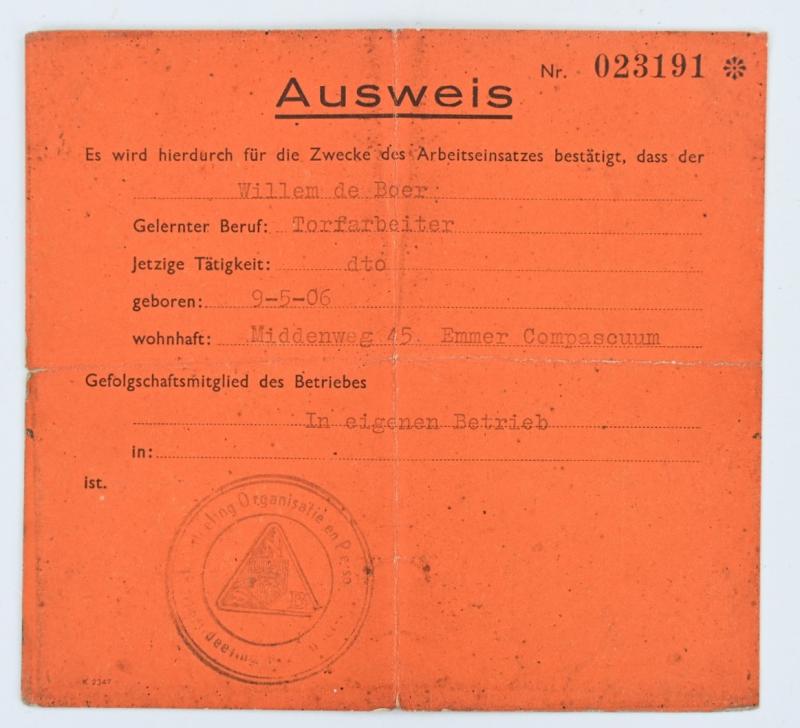 Nr. 023191 ❊
Ausweis
Es wird hierdurch für die Zwecke des Arbeitseinsatzes bestätigt, dass der
Willem de Boer
Gelernter Beruf: Torfarbeiter
Jetzige Tätigkeit: dto
geboren: 9-5-06
wohnhaft: Middenweg 45. Emmer Compascuum
Gefolgschaftsmitglied des Betriebes
In eigenen Betrieb
in:
ist.
Organisatie en
K 2347